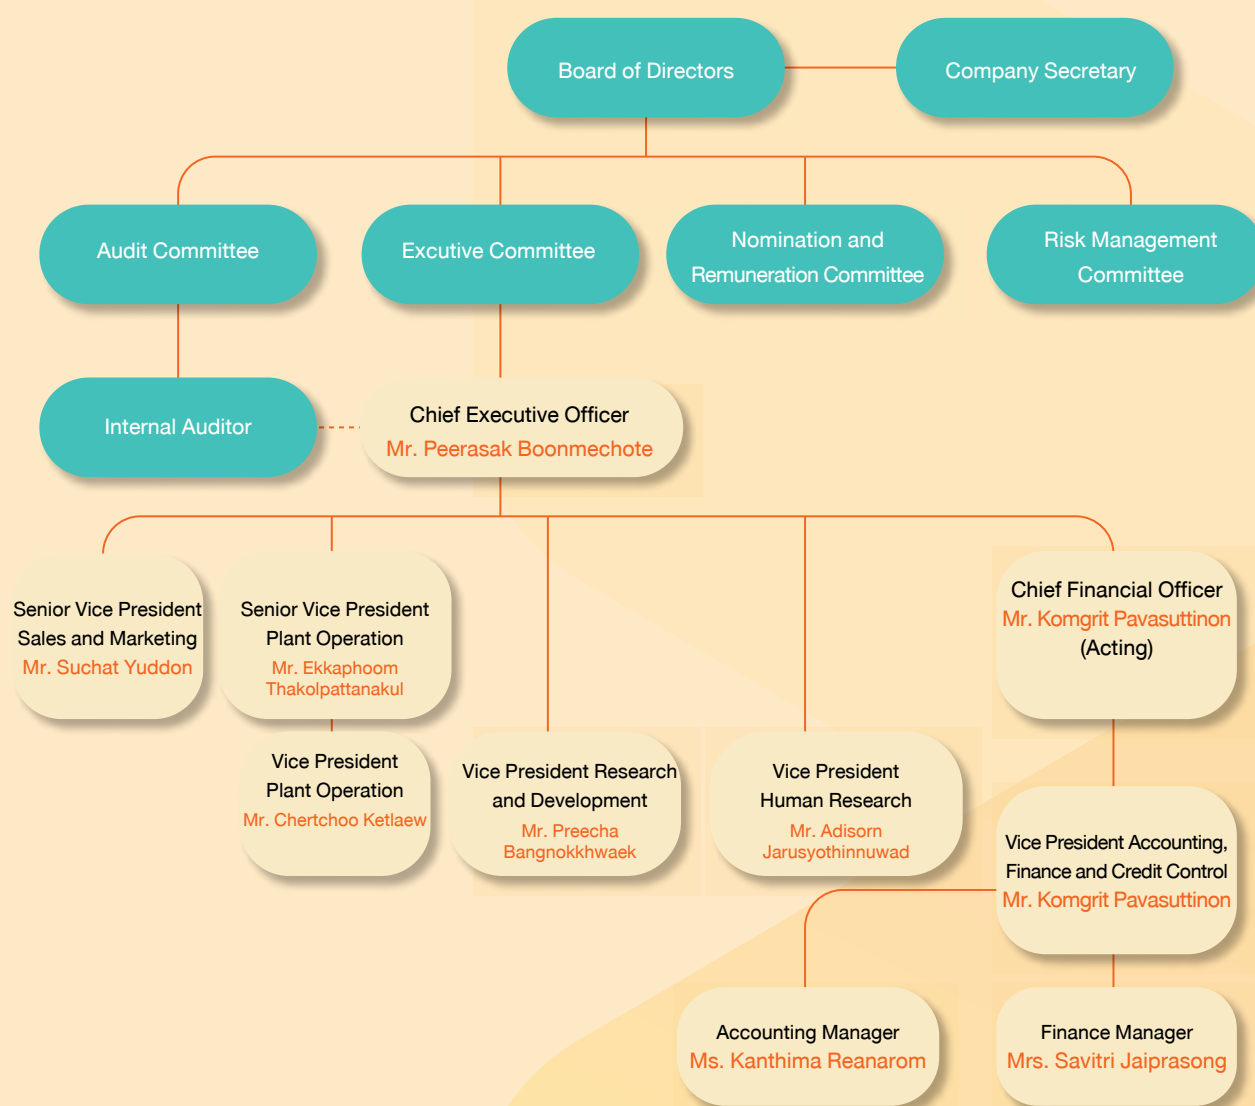 Board of Directors
Company Secretary
Audit Committee
Excutive Committee
Nomination and
Remuneration Committee
Risk Management
Committee
Internal Auditor
Chief Executive Officer
Mr. Peerasak Boonmechote
Senior Vice President
Sales and Marketing
Mr. Suchat Yuddon
Senior Vice President
Plant Operation
Mr. Ekkaphoom
Thakolpattanakul
Chief Financial Officer
Mr. Komgrit Pavasuttinon
(Acting)
Vice President
Plant Operation
Mr. Chertchoo Ketlaew
Vice President Research
and Development
Mr. Preecha
Bangnokkhwaek
Vice President
Human Research
Mr. Adisorn
Jarusyothinnuwad
Vice President Accounting,
Finance and Credit Control
Mr. Komgrit Pavasuttinon
Accounting Manager
Ms. Kanthima Reanarom
Finance Manager
Mrs. Savitri Jaiprasong